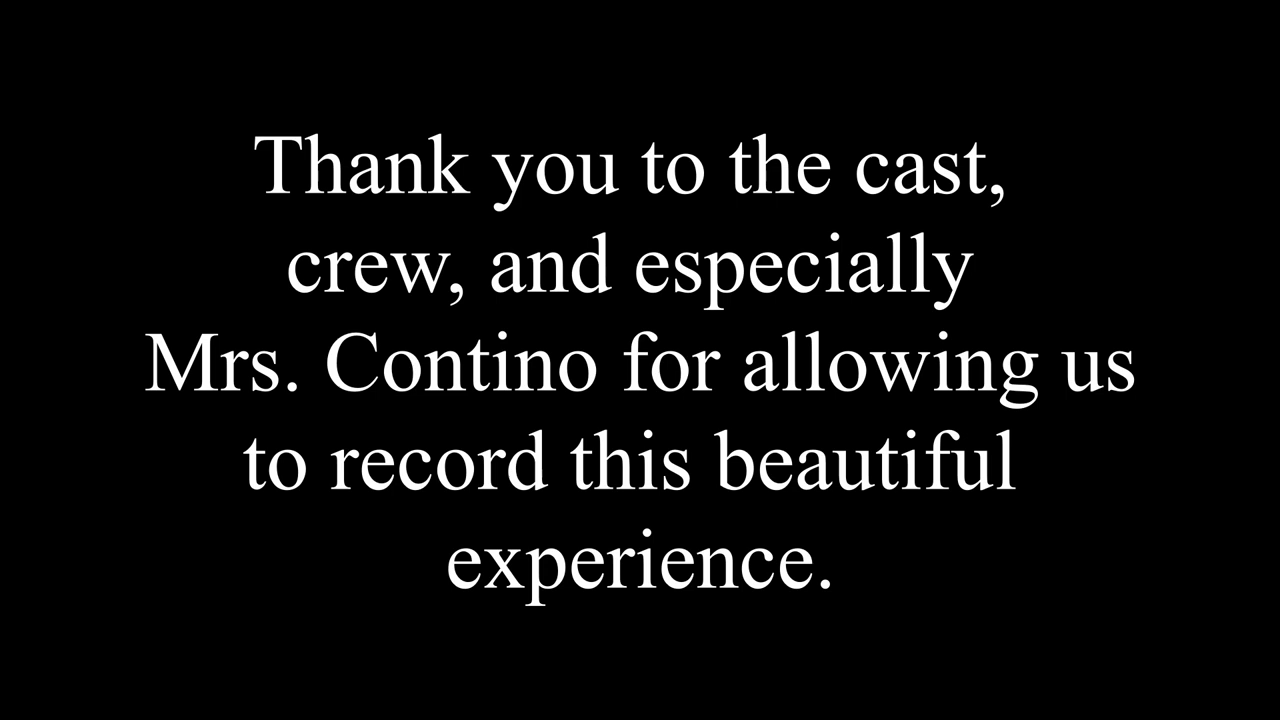 Thank you to the cast,
crew, and especially
Mrs. Contino for allowing us
to record this beautiful
experience.